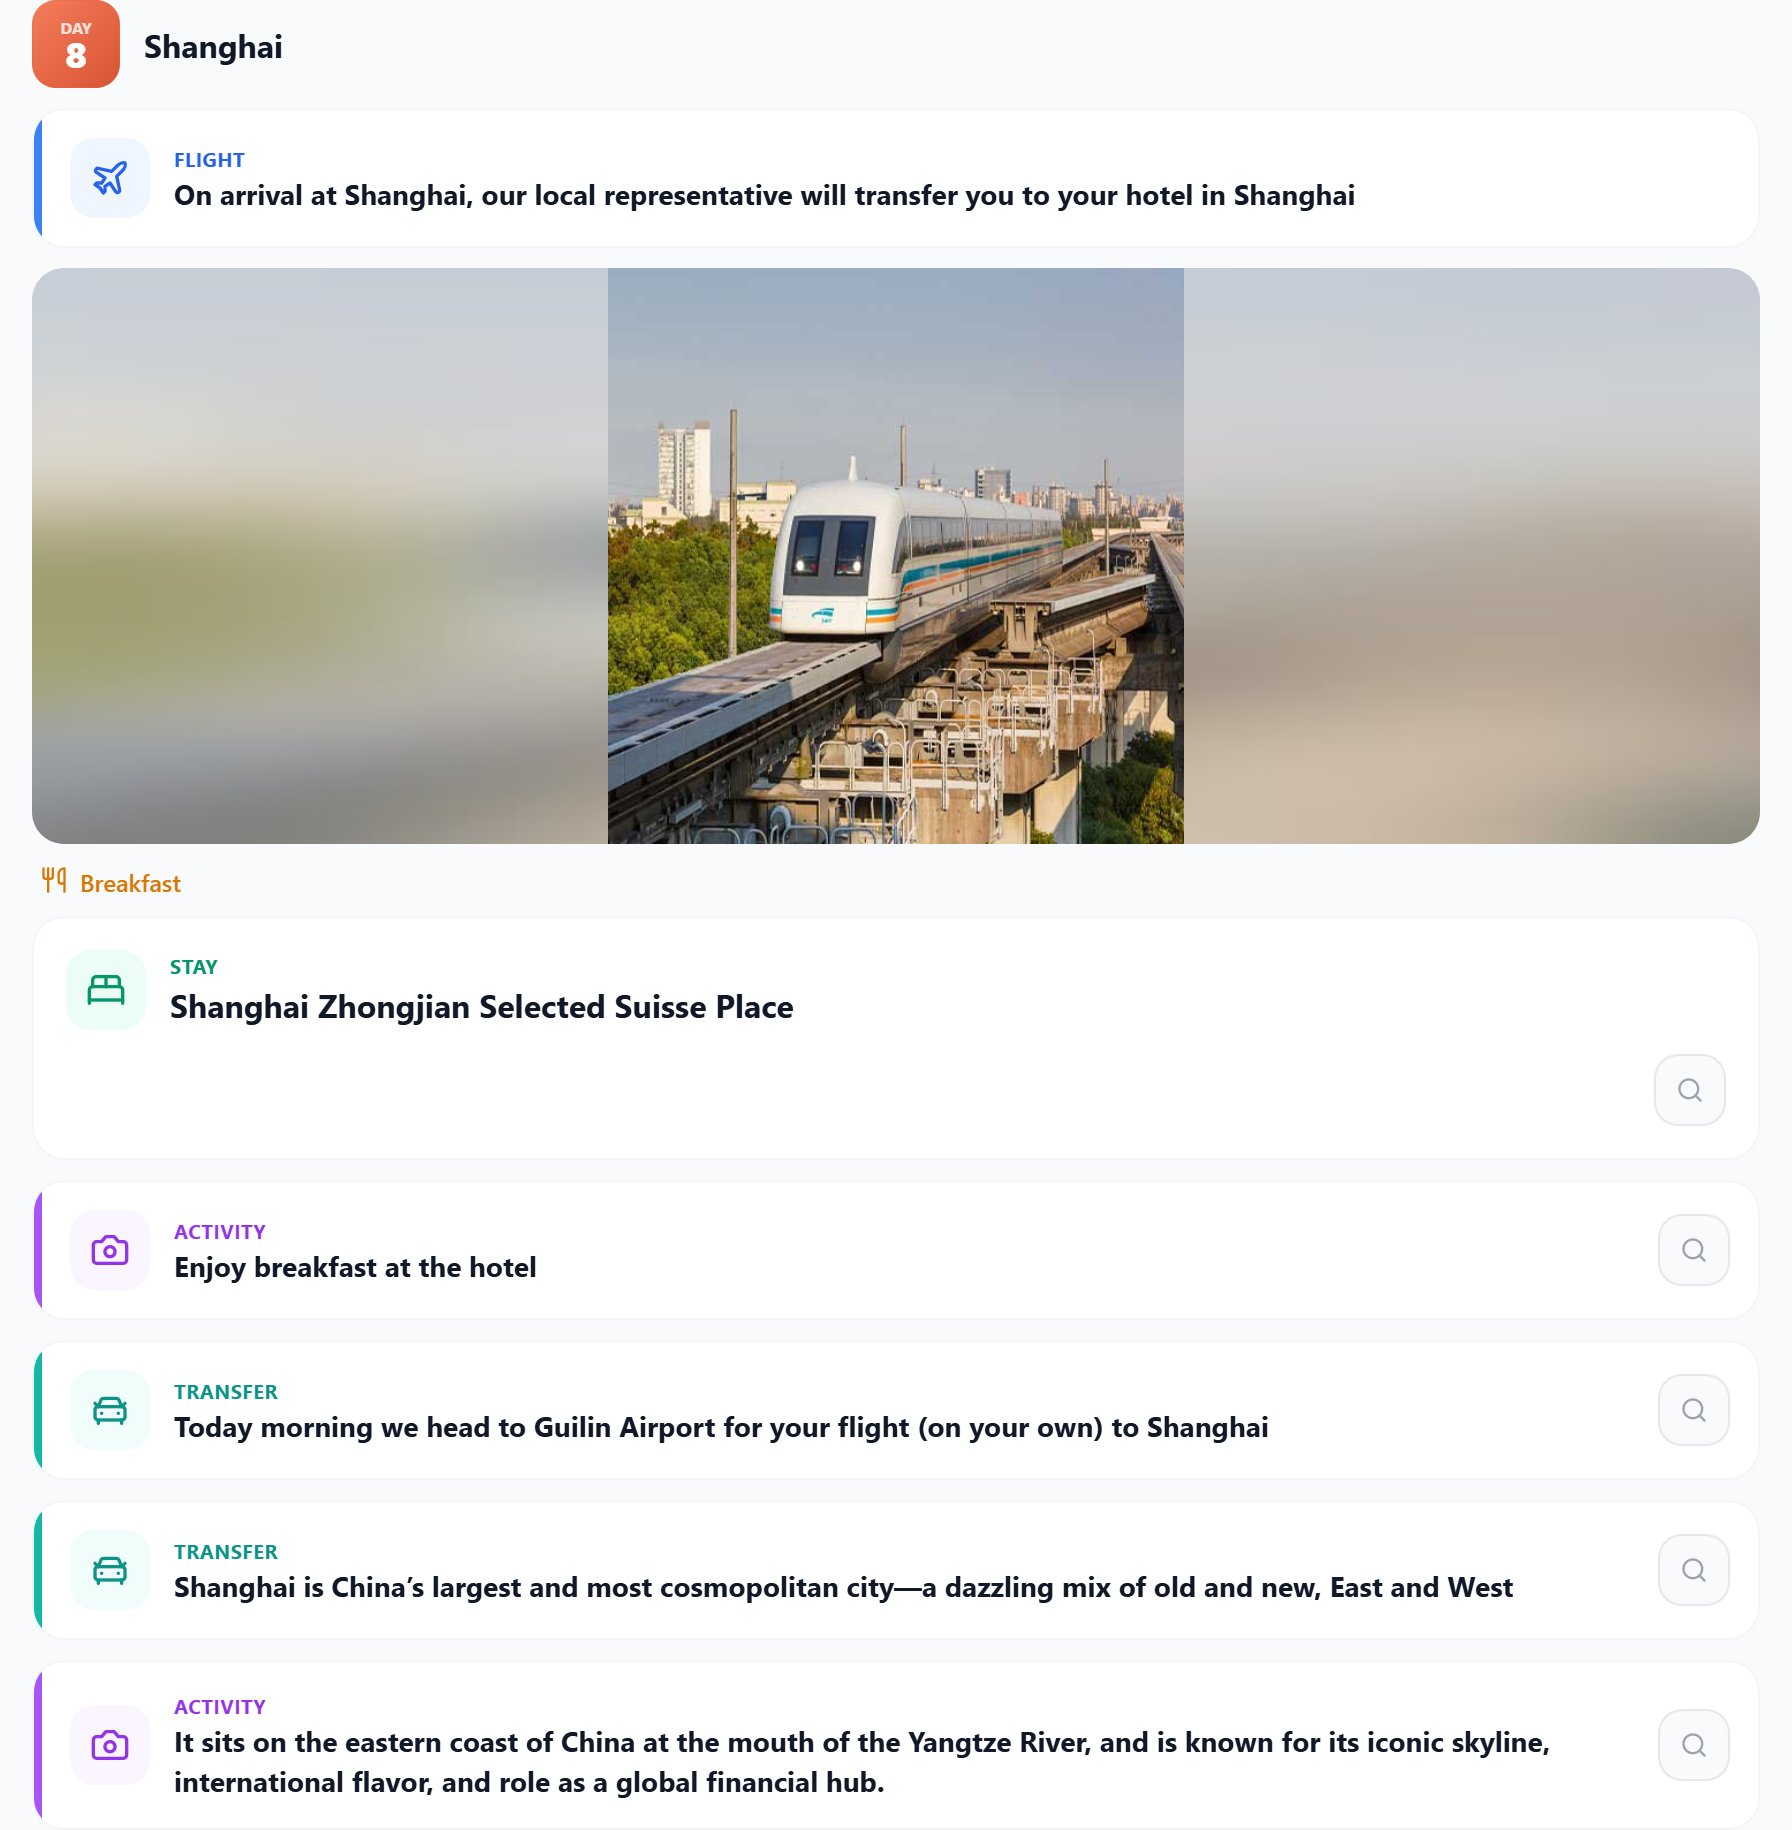 DAY
8
Shanghai
FLIGHT
On arrival at Shanghai, our local representative will transfer you to your hotel in Shanghai
Breakfast
STAY
Shanghai Zhongjian Selected Suisse Place
ACTIVITY
Enjoy breakfast at the hotel
TRANSFER
Today morning we head to Guilin Airport for your flight (on your own) to Shanghai
TRANSFER
Shanghai is China’s largest and most cosmopolitan city—a dazzling mix of old and new, East and West
ACTIVITY
It sits on the eastern coast of China at the mouth of the Yangtze River, and is known for its iconic skyline,
international flavor, and role as a global financial hub.